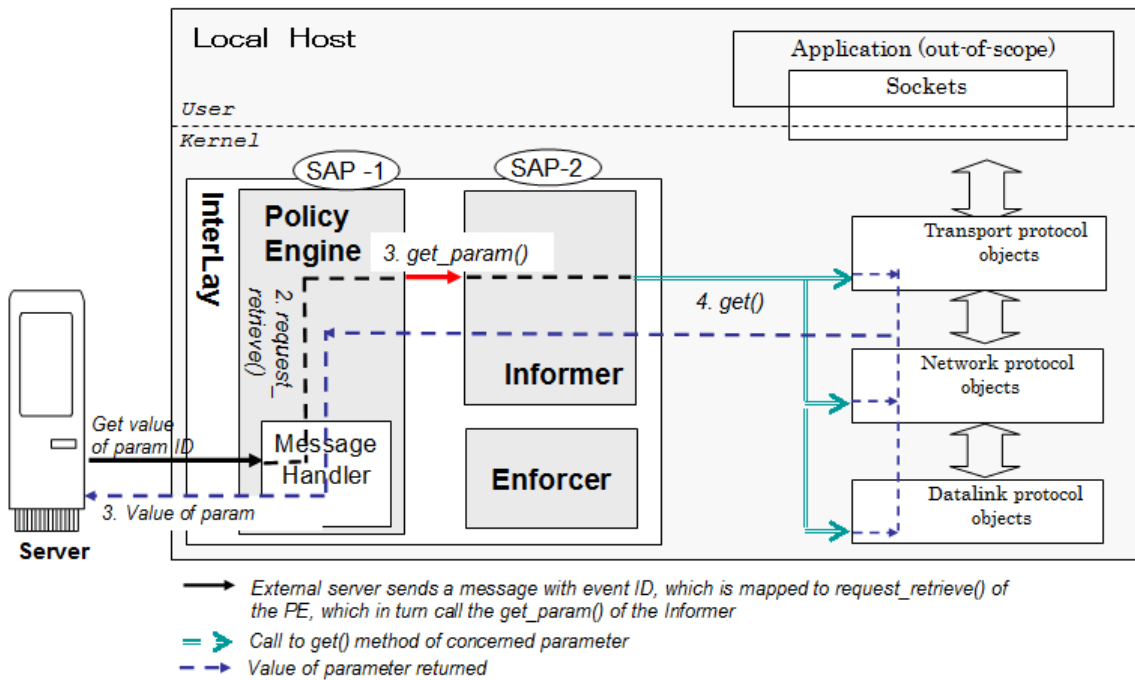 Local Host
Application (out-of-scope)
Sockets
User
Kernel
SAP -1
SAP-2
InterLay
Policy
Engine
3. get_param()
2. request_
retrieve()
4. get()
Transport protocol
objects
Informer
Network protocol
objects
Get value
of param ID
Message
Handler
Enforcer
Datalink protocol
objects
3. Value of param
Server
External server sends a message with event ID, which is mapped to request_retrieve() of
the PE, which in turn call the get_param() of the Informer
Call to get() method of concerned parameter
Value of parameter returned